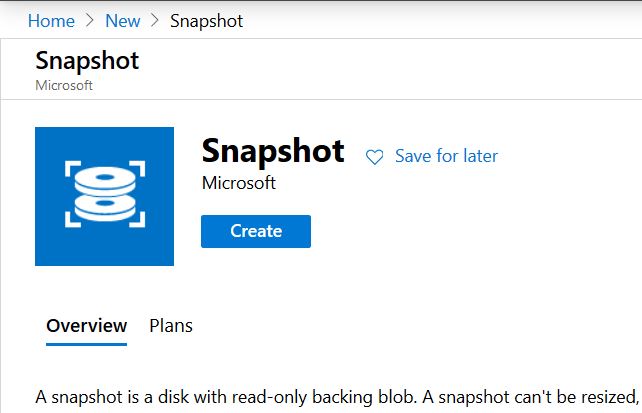 Home > New > Snapshot
Snapshot
Microsoft
Snapshot Save for later
Microsoft
Create
Overview Plans
A snapshot is a disk with read-only backing blob. A snapshot can't be resized,